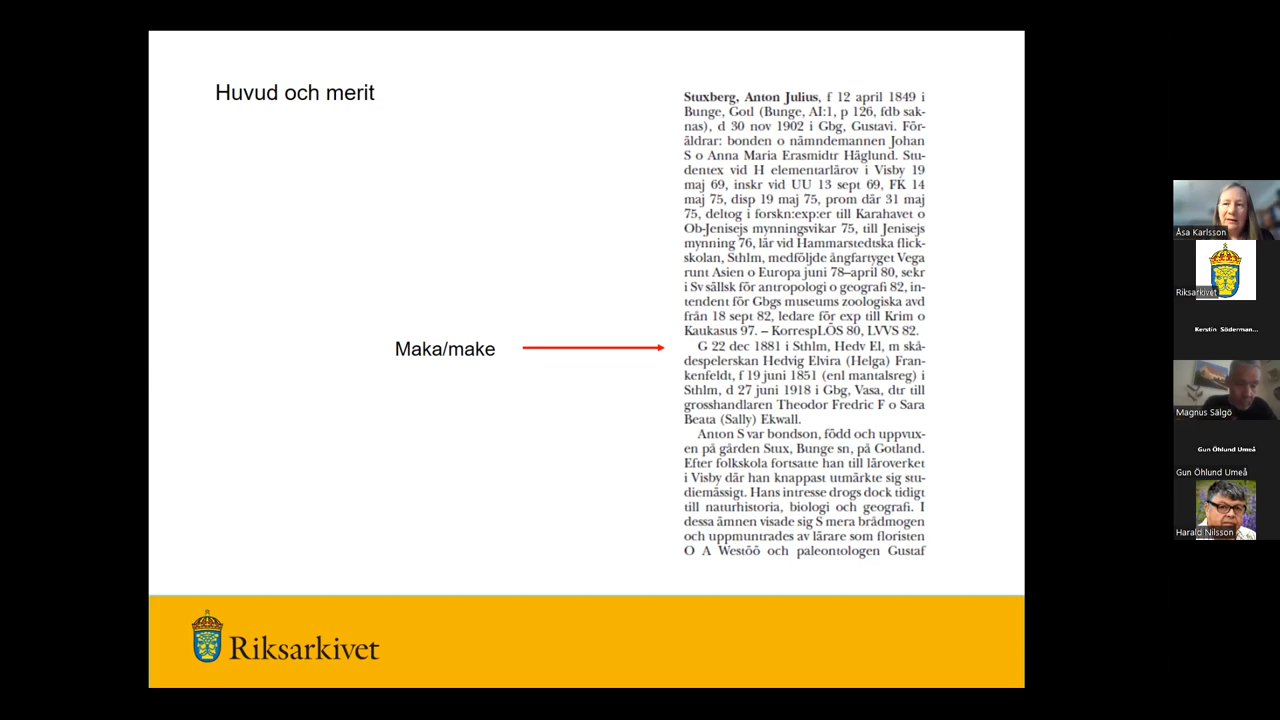 Huvud och merit
Stuxberg, Anton Julius, f 12 april 1849 i
Bunge, Gotl (Bunge, AI:1, p 126, fdb sak-
nas), d 30 nov 1902 i Gbg, Gustavi. För-
äldrar: bonden o nämndemannen Johan
S o Anna Maria Erasmidtr Häglund. Stu-
dentex vid H elementarlärov i Visby 19
maj 69, inskr vid UU 13 sept 69, FK 14
maj 75, disp 19 maj 75, prom där 31 maj
75, deltog i forskn:exp:er till Karahavet o
Ob-Jenisejs mynningsvikar 75, till Jenisejs
mynning 76, lär vid Hammarstedtska flick-
skolan, Sthlm, medföljde ångfartyget Vega
runt Asien o Europa juni 78–april 80, sekr
i Sv sällsk för antropologi o geografi 82, in-
tendent för Gbgs museums zoologiska avd
från 18 sept 82, ledare för exp till Krim o
Kaukasus 97. – KorrespLÖS 80, LVVS 82.
G 22 dec 1881 i Sthlm, Hedv El, m skå-
despelerskan Hedvig Elvira (Helga) Fran-
kenfeldt, f 19 juni 1851 (enl mantalsreg) i
Sthlm, d 27 juni 1918 i Gbg, Vasa, dtr till
grosshandlaren Theodor Fredric F o Sara
Beata (Sally) Ekwall.
Anton S var bondson, född och uppvux-
en på gården Stux, Bunge sn, på Gotland.
Efter folkskola fortsatte han till läroverket
i Visby där han knappast utmärkte sig stu-
diemässigt. Hans intresse drogs dock tidigt
till naturhistoria, biologi och geografi. I
dessa ämnen visade sig S mera brådmogen
och uppmuntrades av lärare som floristen
O A Westöö och paleontologen Gustaf
Maka/make
Riksarkivet
Åsa Karlsson
Riksarkivet
Kerstin Söderman...
Magnus Sälgö
Gun Öhlund Umeå
Gun Öhlund Umeå
Harald Nilsson